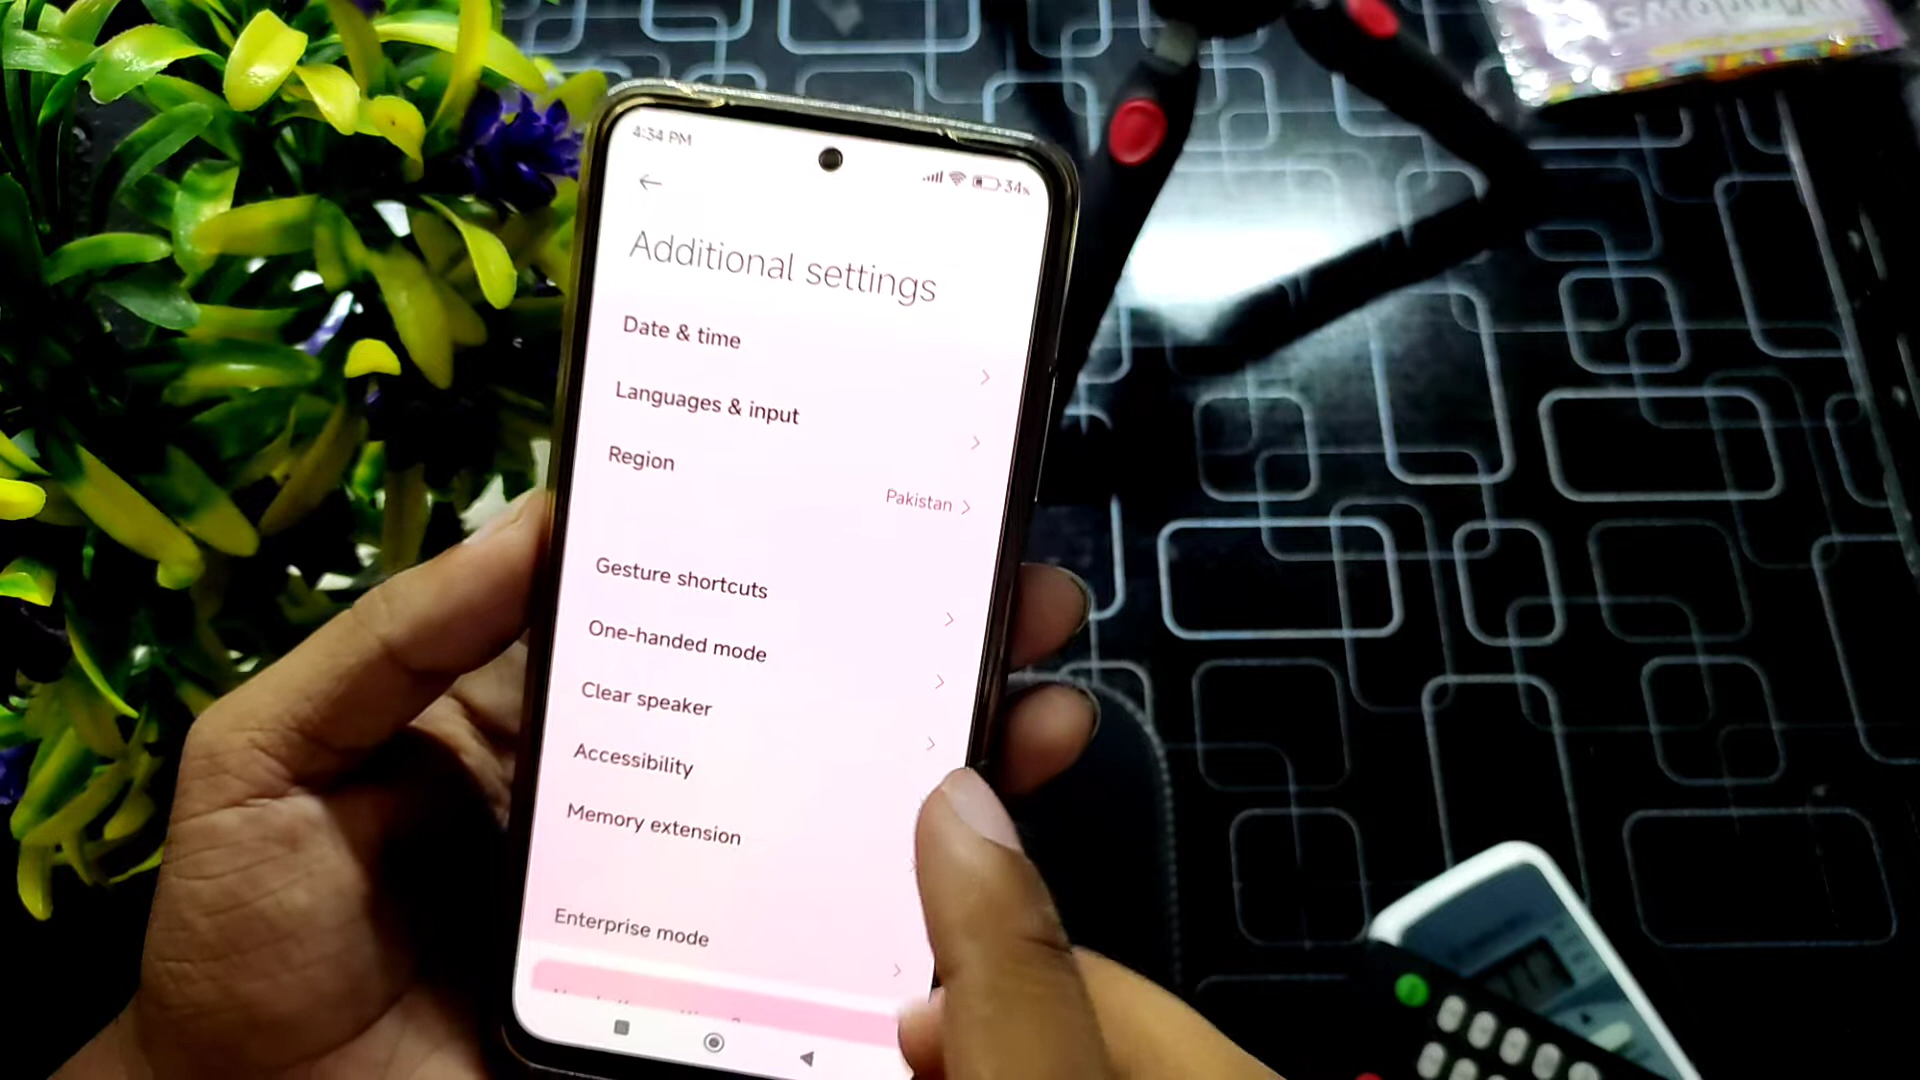 4:34 PM
34%
Additional settings
Date & time
Languages & input
Region
Pakistan
Gesture shortcuts
One-handed mode
Clear speaker
Accessibility
Memory extension
Enterprise mode